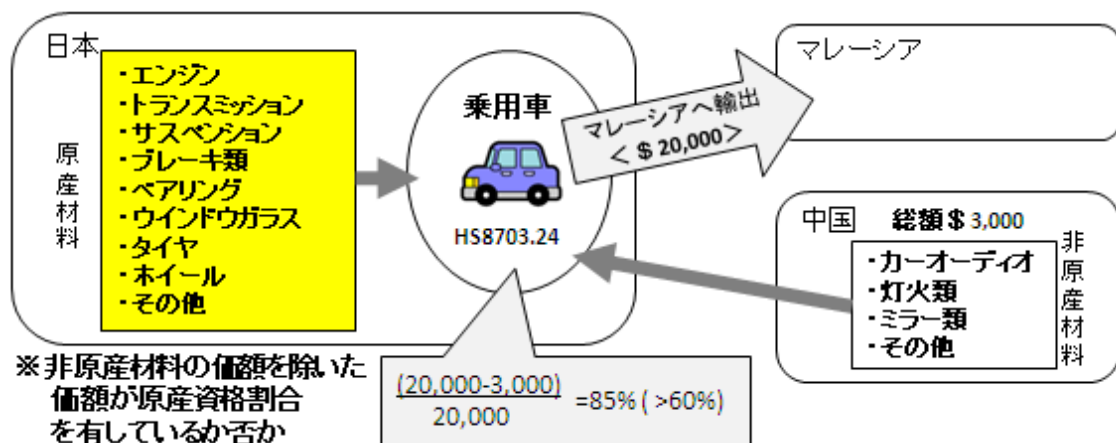 日本
原産材料
・エンジン
・トランスミッション
・サスペンション
・ブレーキ類
・ベアリング
・ウインドウガラス
・タイヤ
・ホイール
・その他
乗用車
HS8703.24
マレーシアへ輸出
＜＄20,000＞
マレーシア
中国 総額＄3,000
・カーオーディオ
・灯火類
・ミラー類
・その他
非原産材料
※非原産材料の価額を除いた
価額が原産資格割合
を有しているか否か
(20,000-3,000)
20,000
=85% ( >60%)